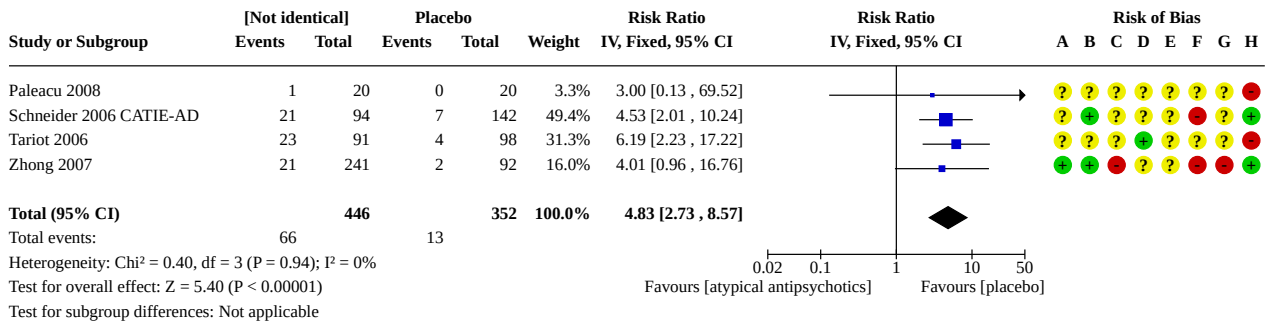 [Not identical] Placebo Risk Ratio Risk Ratio Risk of Bias
Study or Subgroup Events Total Events Total Weight IV, Fixed, 95% CI IV, Fixed, 95% CI A B C D E F G H
Paleacu 2008 1 20 0 20 3.3% 3.00 [0.13 , 69.52] ? ? ? ? ? ? ? -
Schneider 2006 CATIE-AD 21 94 7 142 49.4% 4.53 [2.01 , 10.24] ? + ? ? ? - ? +
Tariot 2006 23 91 4 98 31.3% 6.19 [2.23 , 17.22] ? ? ? + ? ? ? -
Zhong 2007 21 241 2 92 16.0% 4.01 [0.96 , 16.76] + + - ? ? - - +
Total (95% CI) 446 352 100.0% 4.83 [2.73 , 8.57]
Total events: 66 13
Heterogeneity: Chi² = 0.40, df = 3 (P = 0.94); I² = 0%
0.02 0.1 1 10 50
Test for overall effect: Z = 5.40 (P < 0.00001) Favours [atypical antipsychotics] Favours [placebo]
Test for subgroup differences: Not applicable